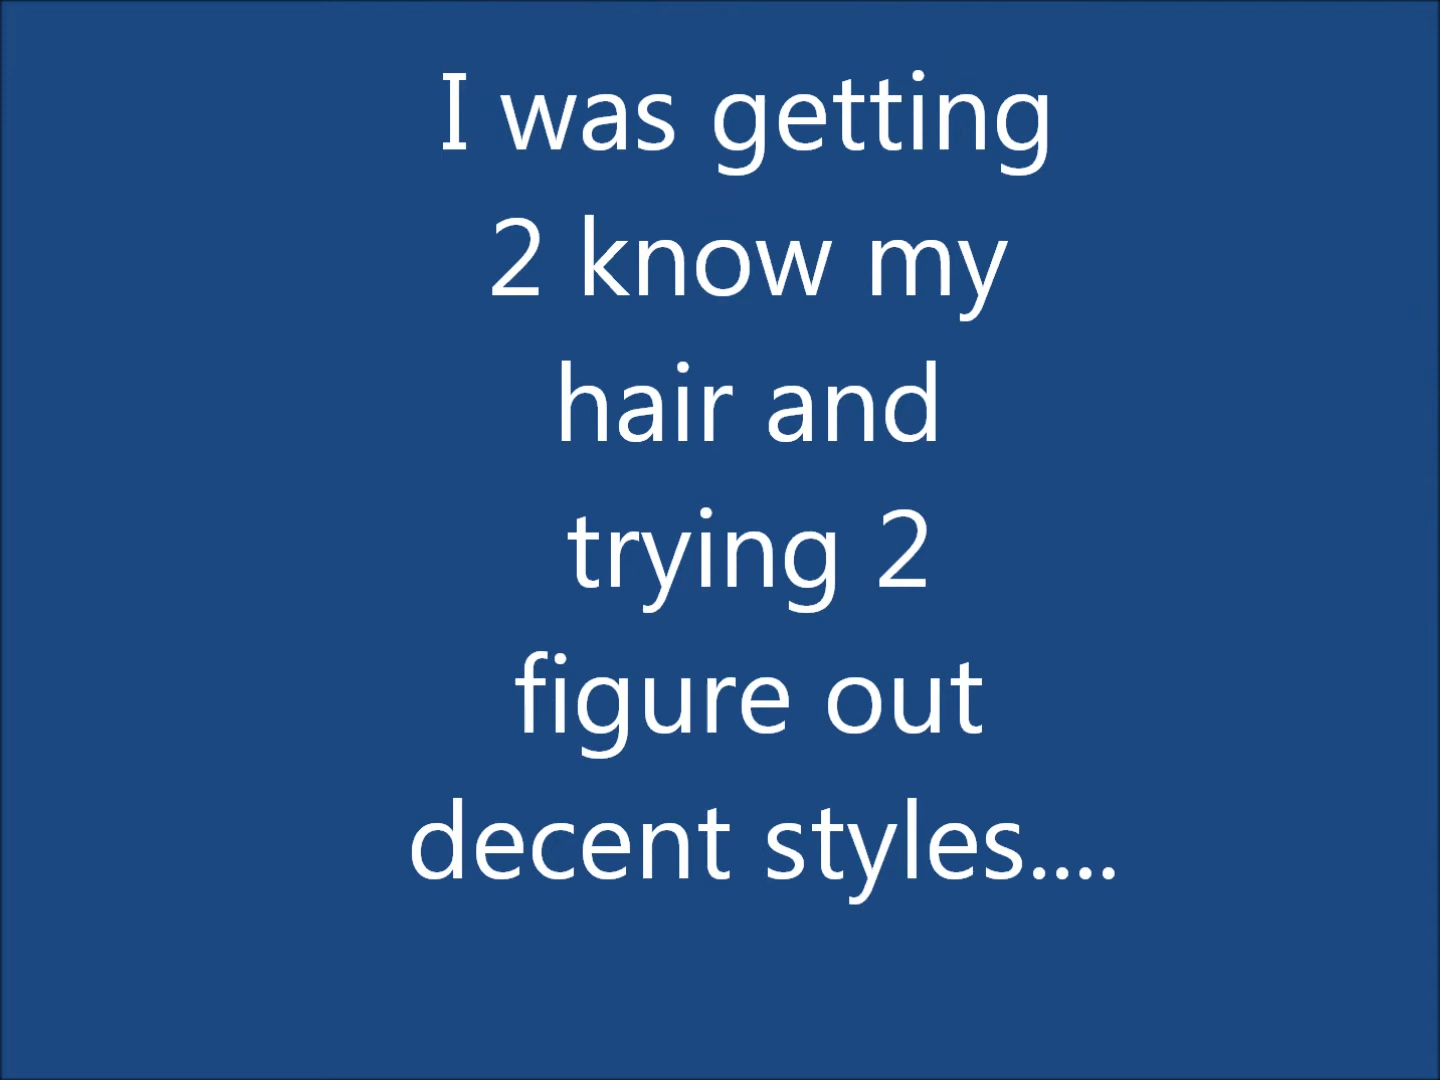 I was getting
2 know my
hair and
trying 2
figure out
decent styles....